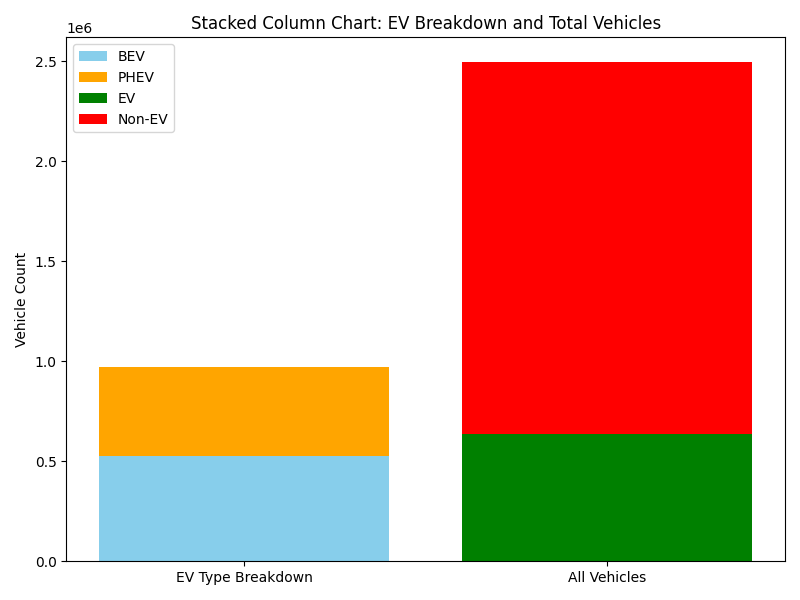 Stacked Column Chart: EV Breakdown and Total Vehicles
1e6
BEV
PHEV
EV
Non-EV
2.5
2.0
1.5
1.0
0.5
0.0
Vehicle Count
EV Type Breakdown
All Vehicles